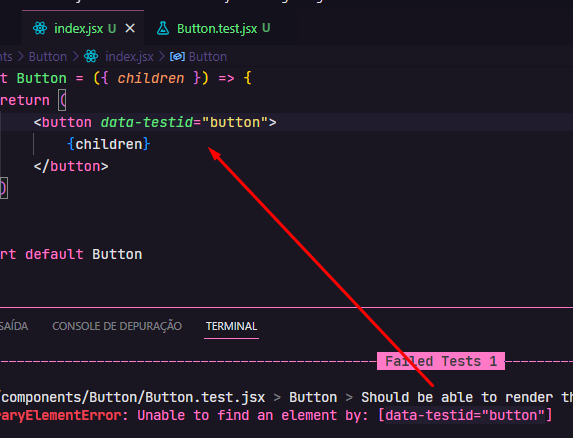 index.jsx U × Button.test.jsx U
nts > Button > index.jsx > Button
t Button = ({ children }) => {
return (
<button data-testid="button">
{children}
</button>
)
rt default Button
SAÍDA CONSOLE DE DEPURAÇÃO TERMINAL
Failed Tests 1
/components/Button/Button.test.jsx > Button > Should be able to render th
raryElementError: Unable to find an element by: [data-testid="button"]